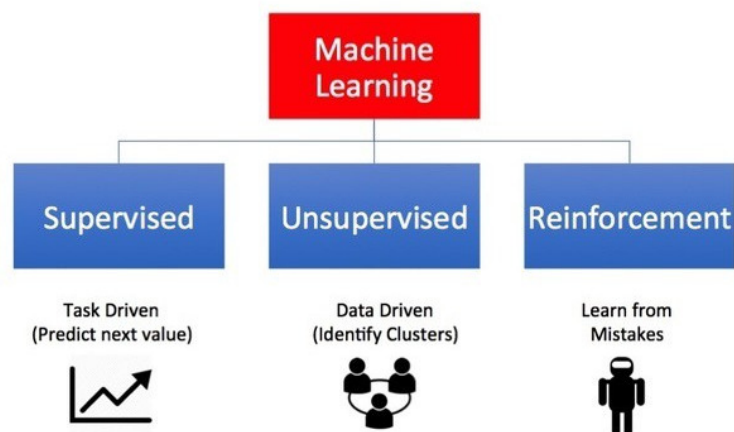 Machine
Learning
Supervised
Unsupervised
Reinforcement
Task Driven
(Predict next value)
Data Driven
(Identify Clusters)
Learn from
Mistakes